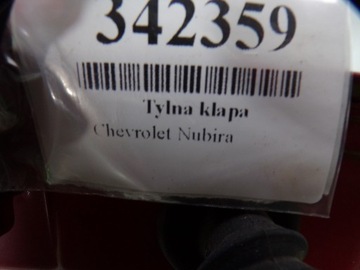 342359
Tylna klapa
Chevrolet Nubira